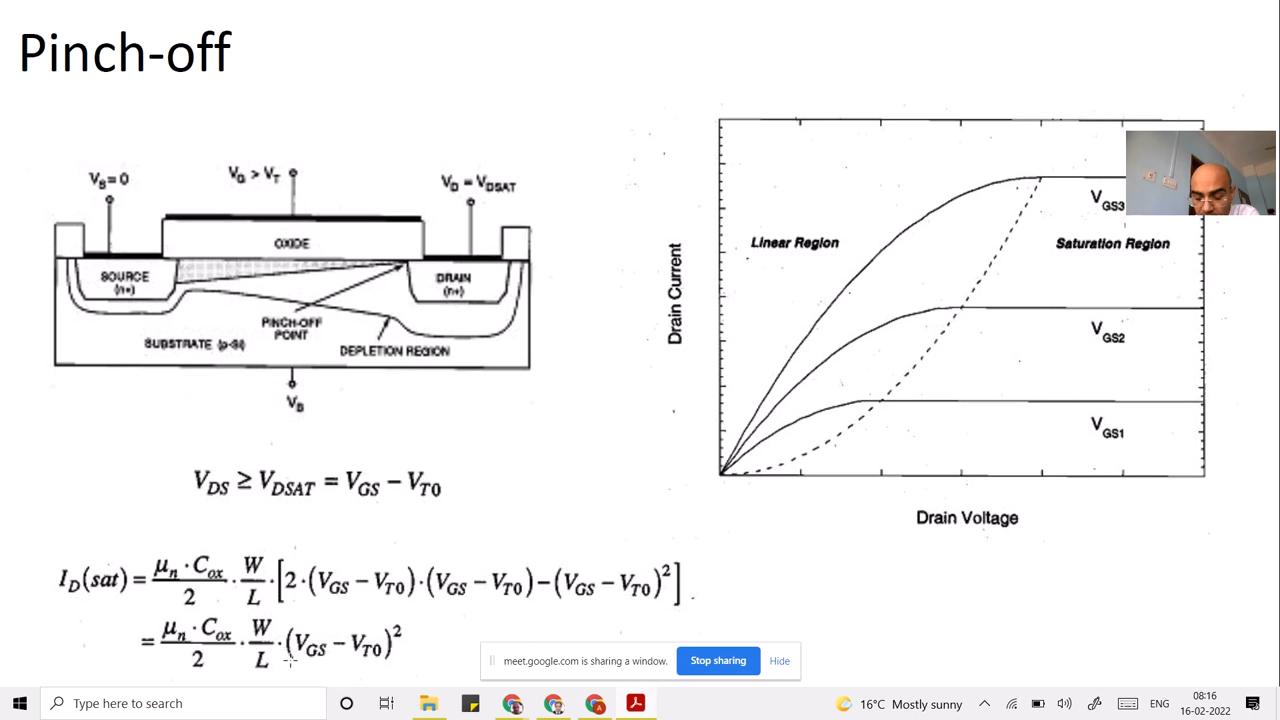 Pinch-off
V_S = 0
V_G > V_T
V_D = V_DSAT
OXIDE
SOURCE
(n+)
DRAIN
(n+)
PINCH-OFF
POINT
SUBSTRATE (p-Si)
DEPLETION REGION
V_B
V_DS ≥ V_DSAT = V_GS − V_T0
I_D(sat) = μ_n · C_ox / 2 · W / L · [2 · (V_GS − V_T0) · (V_GS − V_T0) − (V_GS − V_T0)^2]
= μ_n · C_ox / 2 · W / L · (V_GS − V_T0)^2
Drain Current
Linear Region
Saturation Region
V_GS3
V_GS2
V_GS1
Drain Voltage
meet.google.com is sharing a window.
Stop sharing
Hide
Type here to search
16°C Mostly sunny
ENG
08:16
16-02-2022